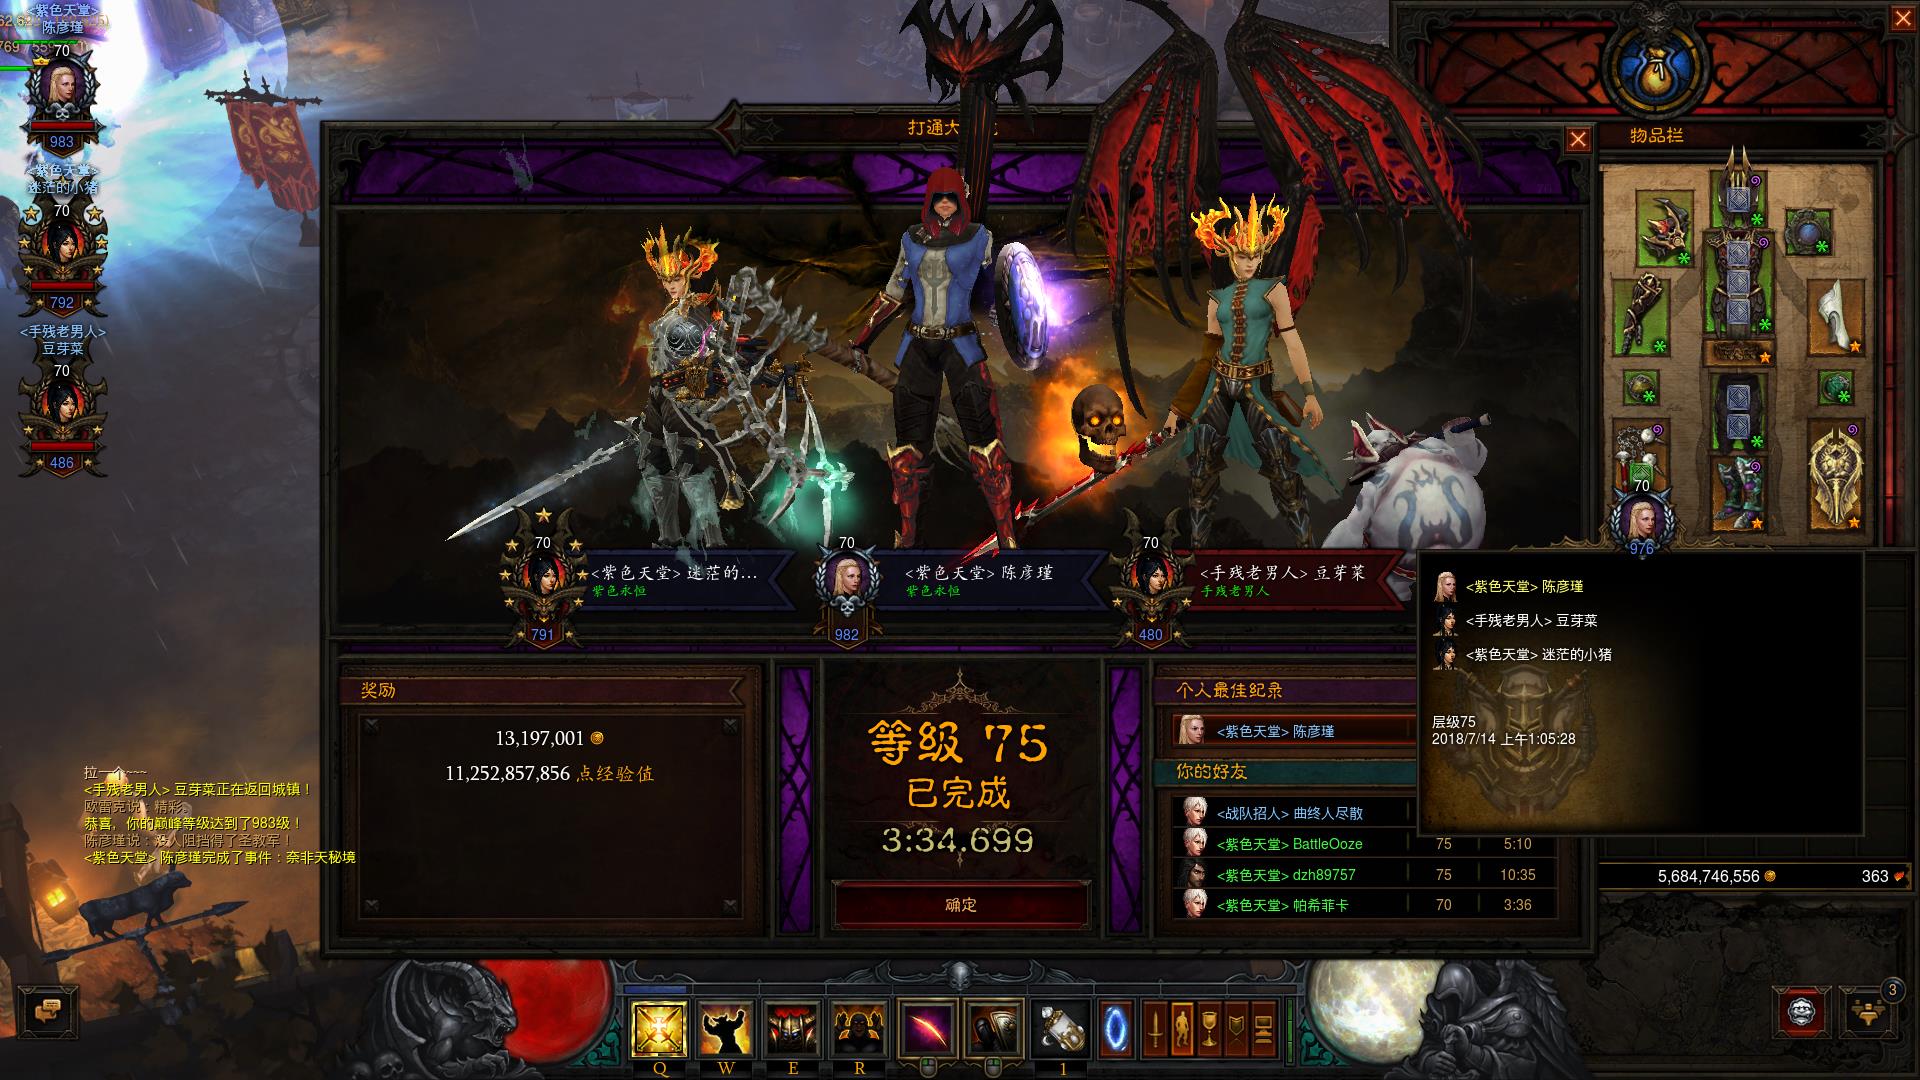 <紫色天堂>
陈彦瑾
70
983
<紫色天堂>
迷茫的小猪
70
792
<手残老男人>
豆芽菜
70
486
打通大
物品栏
70
<紫色天堂> 迷茫的...
紫色永恒
791
70
<紫色天堂> 陈彦瑾
紫色永恒
982
70
<手残老男人> 豆芽菜
手残老男人
480
70
976
<紫色天堂> 陈彦瑾
<手残老男人> 豆芽菜
<紫色天堂> 迷茫的小猪
层级75
2018/7/14 上午1:05:28
奖励
13,197,001
11,252,857,856 点经验值
等级 75
已完成
3:34.699
确定
个人最佳纪录
<紫色天堂> 陈彦瑾
你的好友
<战队招人> 曲终人尽散
<紫色天堂> BattleOoze 75 5:10
<紫色天堂> dzh89757 75 10:35
<紫色天堂> 帕希菲卡 70 3:36
5,684,746,556 363
拉一个~~~
<手残老男人> 豆芽菜正在返回城镇！
欧雷克说：精彩。
恭喜，你的巅峰等级达到了983级！
陈彦瑾说：没人阻挡得了圣教军！
<紫色天堂> 陈彦瑾完成了事件：奈非天秘境
Q W E R 1
3